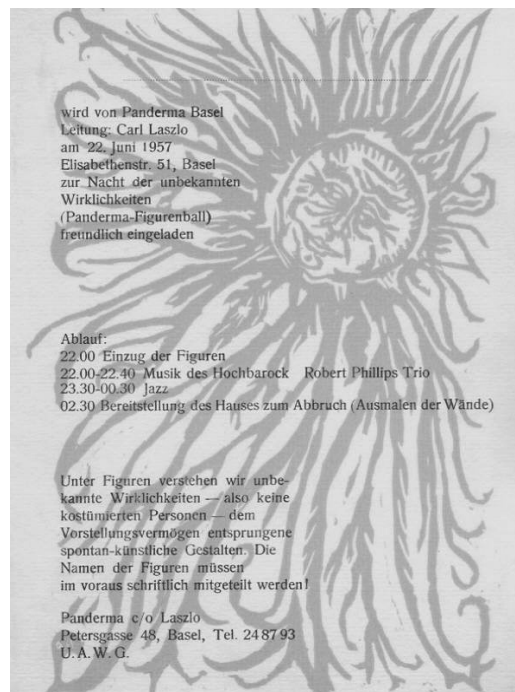 wird von Panderma Basel
Leitung: Carl Laszlo
am 22. Juni 1957
Elisabethenstr. 51, Basel
zur Nacht der unbekannten
Wirklichkeiten
(Panderma-Figurenball)
freundlich eingeladen
Ablauf:
22.00 Einzug der Figuren
22.00-22.40 Musik des Hochbarock Robert Phillips Trio
23.30-00.30 Jazz
02.30 Bereitstellung des Hauses zum Abbruch (Ausmalen der Wände)
Unter Figuren verstehen wir unbe-
kannte Wirklichkeiten — also keine
kostümierten Personen — dem
Vorstellungsvermögen entsprungene
spontan-künstliche Gestalten. Die
Namen der Figuren müssen
im voraus schriftlich mitgeteilt werden!
Panderma c/o Laszlo
Petersgasse 48, Basel, Tel. 24 87 93
U. A. W. G.